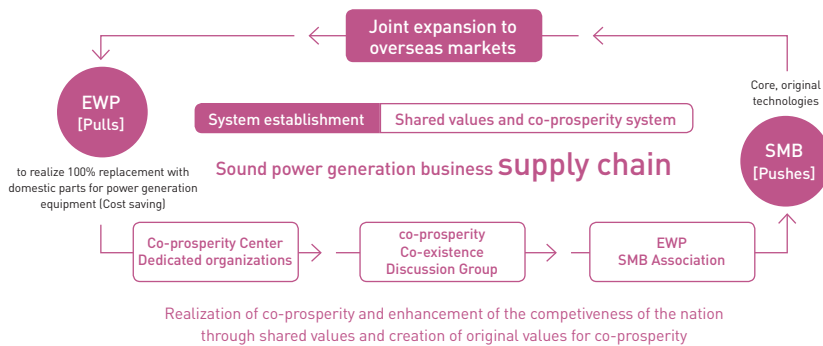 Joint expansion to
overseas markets
EWP
[Pulls]
Core, original
technologies
System establishment
Shared values and co-prosperity system
SMB
[Pushes]
Sound power generation business supply chain
to realize 100% replacement with
domestic parts for power generation
equipment (Cost saving)
Co-prosperity Center
Dedicated organizations
co-prosperity
Co-existence
Discussion Group
EWP
SMB Association
Realization of co-prosperity and enhancement of the competiveness of the nation
through shared values and creation of original values for co-prosperity